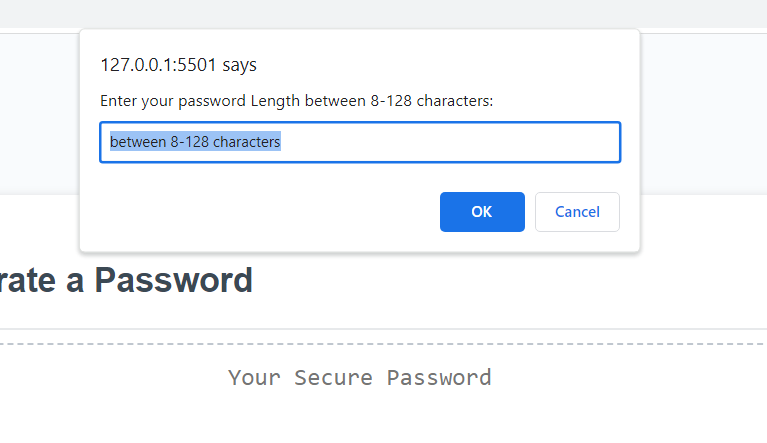 127.0.0.1:5501 says
Enter your password Length between 8-128 characters:
between 8-128 characters
OK Cancel
rate a Password
Your Secure Password